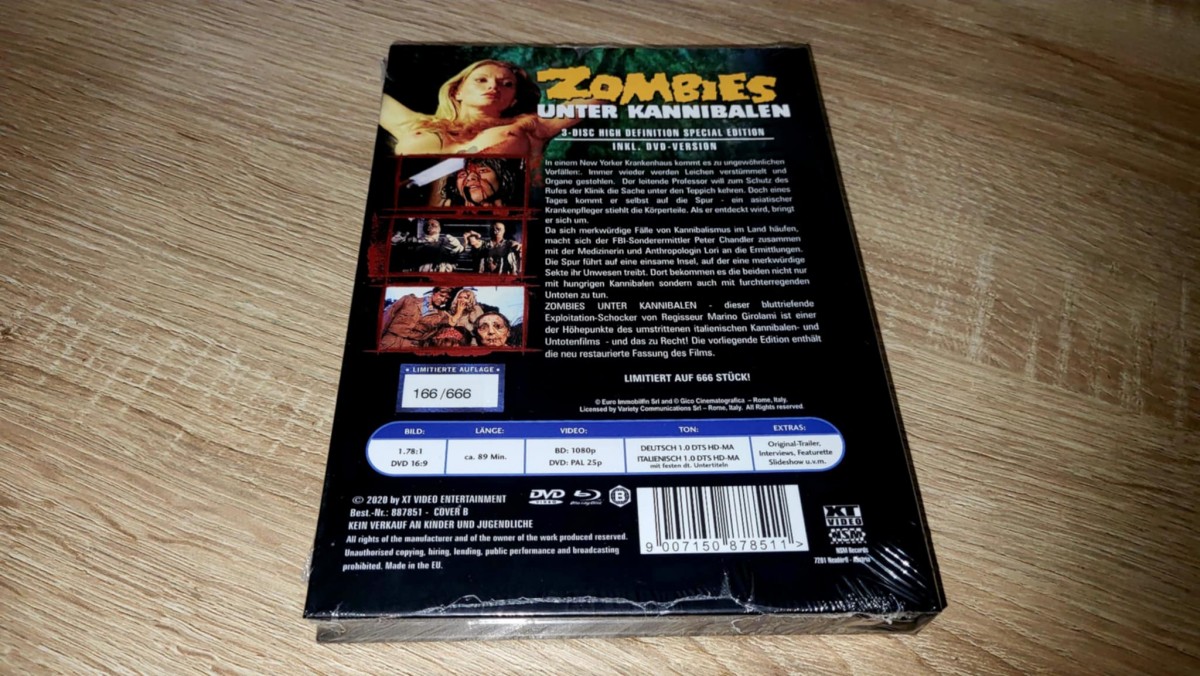 ZOMBIES
UNTER KANNIBALEN
3-DISC HIGH DEFINITION SPECIAL EDITION
INKL. DVD-VERSION
In einem New Yorker Krankenhaus kommt es zu ungewöhnlichen
Vorfällen:. Immer wieder werden Leichen verstümmelt und
Organe gestohlen. Der leitende Professor will zum Schutz des
Rufes der Klinik die Sache unter den Teppich kehren. Doch eines
Tages kommt er selbst auf die Spur - ein asiatischer
Krankenpfleger stiehlt die Körperteile. Als er entdeckt wird, bringt
er sich um.
Da sich merkwürdige Fälle von Kannibalismus im Land häufen,
macht sich der FBI-Sonderermittler Peter Chandler zusammen
mit der Medizinerin und Anthropologin Lori an die Ermittlungen.
Die Spur führt auf eine einsame Insel, auf der eine merkwürdige
Sekte ihr Unwesen treibt. Dort bekommen es die beiden nicht nur
mit hungrigen Kannibalen sondern auch mit furchterregenden
Untoten zu tun.
ZOMBIES UNTER KANNIBALEN - dieser bluttriefende
Exploitation-Schocker von Regisseur Marino Girolami ist einer
der Höhepunkte des umstrittenen italienischen Kannibalen- und
Untotenfilms - und das zu Recht! Die vorliegende Edition enthält
die neu restaurierte Fassung des Films.
• LIMITIERTE AUFLAGE •
166/666
LIMITIERT AUF 666 STÜCK!
© Euro Immobilfin Srl and © Gico Cinematografica – Rome, Italy.
Licensed by Variety Communications Srl – Rome, Italy. All Rights reserved.
BILD: LÄNGE: VIDEO: TON: EXTRAS:
1.78:1
DVD 16:9
ca. 89 Min.
BD: 1080p
DVD: PAL 25p
DEUTSCH 1.0 DTS HD-MA
ITALIENISCH 1.0 DTS HD-MA
mit festen dt. Untertiteln
Original-Trailer,
Interviews, Featurette
Slideshow u.v.m.
© 2020 by XT VIDEO ENTERTAINMENT
Best.-Nr.: 887851 - COVER B
KEIN VERKAUF AN KINDER UND JUGENDLICHE
All rights of the manufacturer and of the owner of the work produced reserved.
Unauthorised copying, hiring, lending, public performance and broadcasting
prohibited. Made in the EU.
DVD
VIDEO
Blu-ray Disc
B
9 007150 878511 >
XT
VIDEO
NSM
NSM Records
7201 Neudörfl - Austria